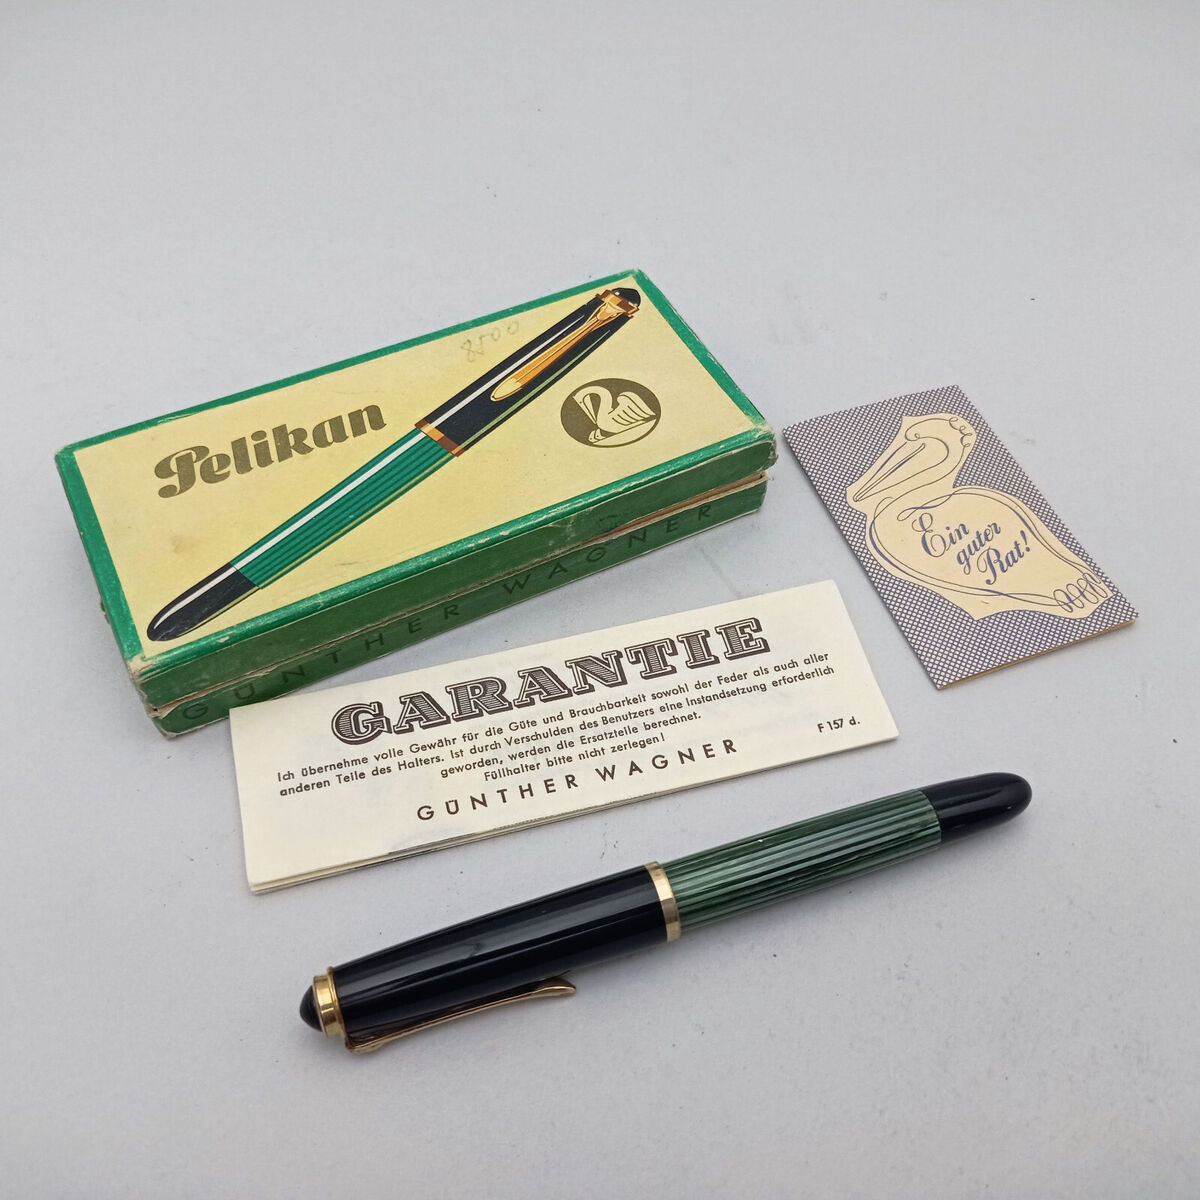 8500
Pelikan
GÜNTHER WAGNER
Ein
guter
Rat!
GARANTIE
Ich übernehme volle Gewähr für die Güte und Brauchbarkeit sowohl der Feder als auch aller
anderen Teile des Halters. Ist durch Verschulden des Benutzers eine Instandsetzung erforderlich
geworden, werden die Ersatzteile berechnet.
Füllhalter bitte nicht zerlegen!
F 157 d.
GÜNTHER WAGNER